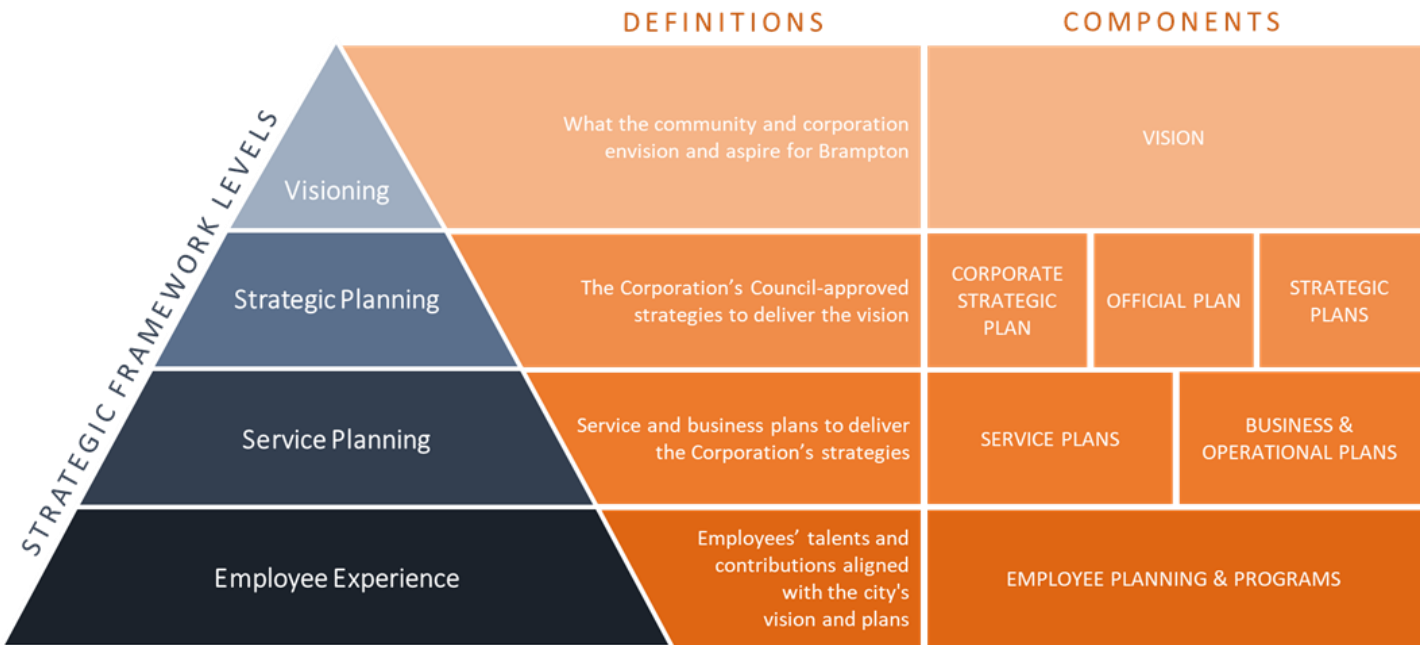 DEFINITIONS
COMPONENTS
STRATEGIC FRAMEWORK LEVELS
Visioning
What the community and corporation
envision and aspire for Brampton
VISION
Strategic Planning
The Corporation’s Council-approved
strategies to deliver the vision
CORPORATE
STRATEGIC
PLAN
OFFICIAL PLAN
STRATEGIC
PLANS
Service Planning
Service and business plans to deliver
the Corporation’s strategies
SERVICE PLANS
BUSINESS &
OPERATIONAL PLANS
Employee Experience
Employees’ talents and
contributions aligned
with the city's
vision and plans
EMPLOYEE PLANNING & PROGRAMS